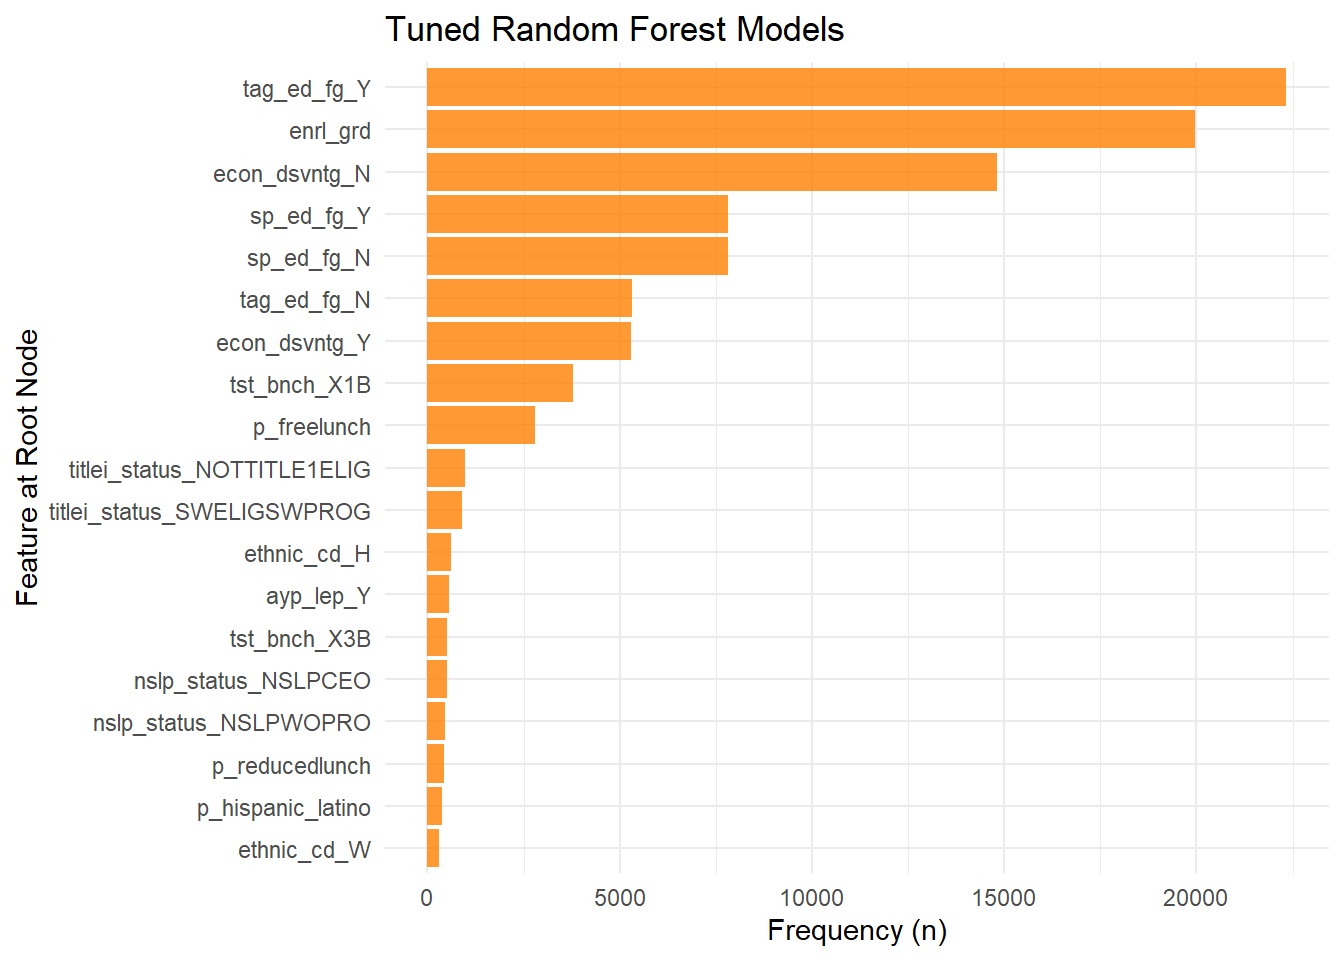 Tuned Random Forest Models
Feature at Root Node
tag_ed_fg_Y
enrl_grd
econ_dsvntg_N
sp_ed_fg_Y
sp_ed_fg_N
tag_ed_fg_N
econ_dsvntg_Y
tst_bnch_X1B
p_freelunch
titlei_status_NOTTITLE1ELIG
titlei_status_SWELIGSWPROG
ethnic_cd_H
ayp_lep_Y
tst_bnch_X3B
nslp_status_NSLPCEO
nslp_status_NSLPWOPRO
p_reducedlunch
p_hispanic_latino
ethnic_cd_W
0 5000 10000 15000 20000
Frequency (n)